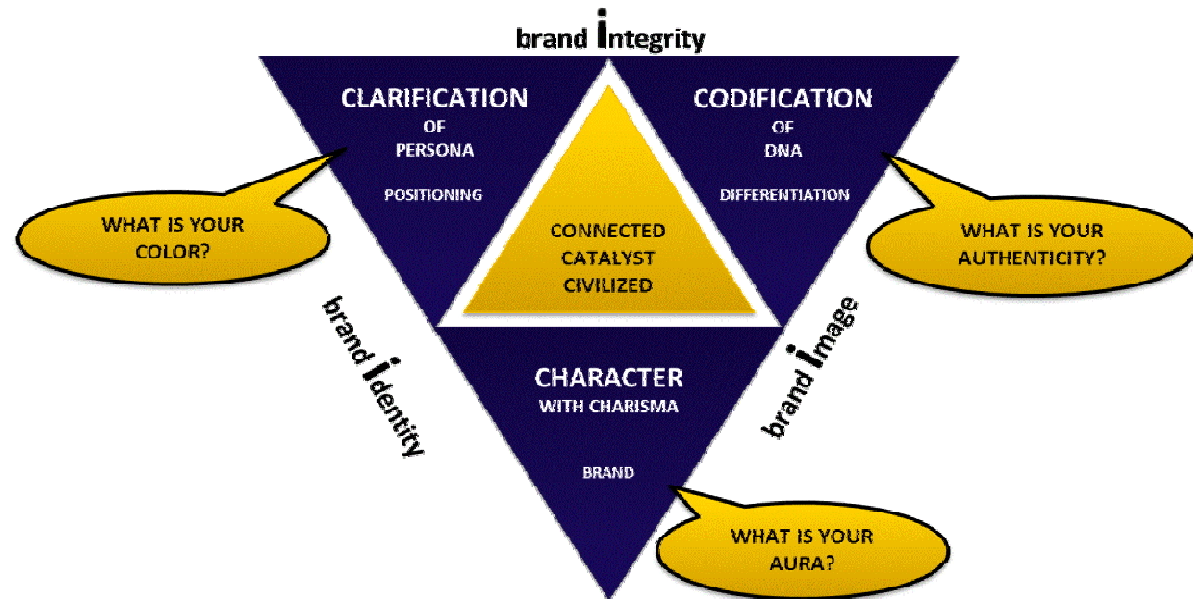 brand integrity
CLARIFICATION
OF
PERSONA
POSITIONING
CODIFICATION
OF
DNA
DIFFERENTIATION
WHAT IS YOUR
COLOR?
CONNECTED
CATALYST
CIVILIZED
WHAT IS YOUR
AUTHENTICITY?
brand identity
brand image
CHARACTER
WITH CHARISMA
BRAND
WHAT IS YOUR
AURA?